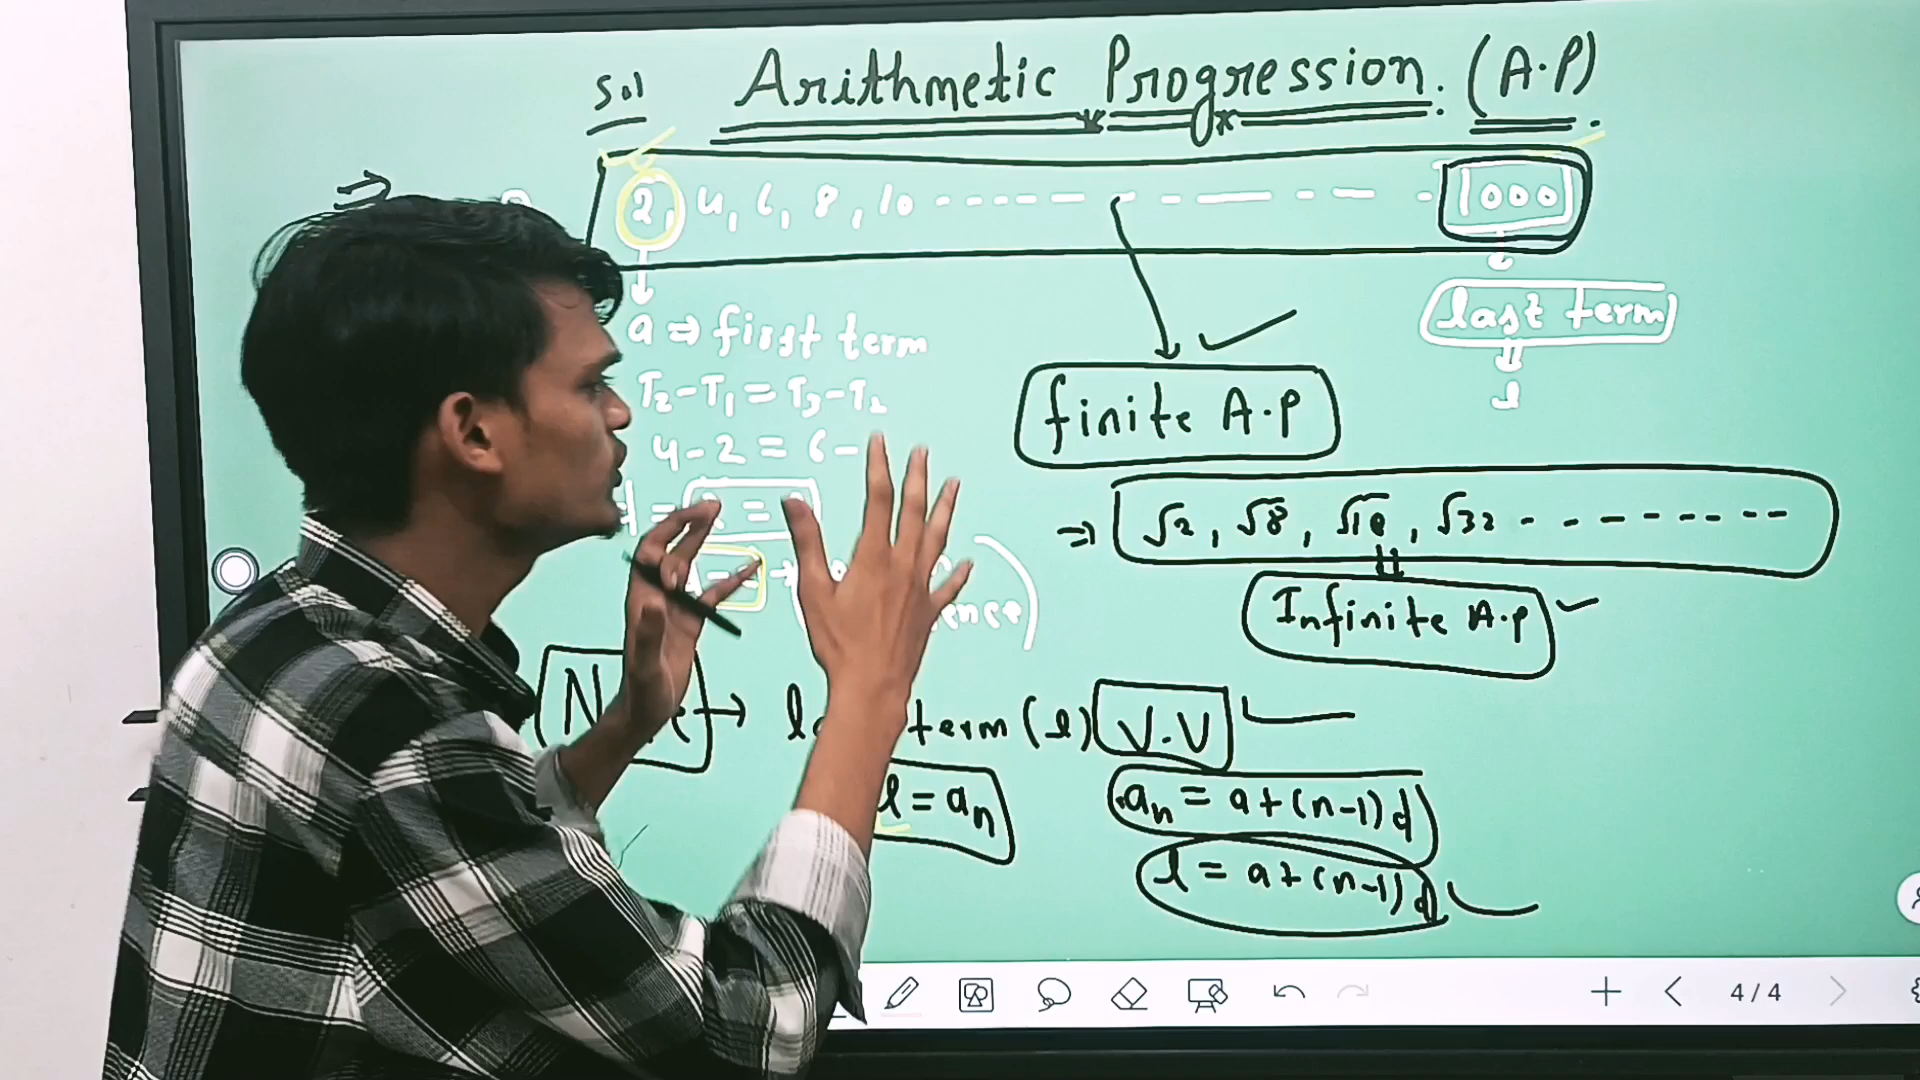 Sol
Arithmetic Progression. (A.P).
⇒ 2, 4, 6, 8, 10 --------- 1000
a ⇒ first term
last term
l
T₂-T₁ = T₃-T₂
4-2 = 6-
finite A.P
d =
⇒ √2, √8, √18, √32 ---------
Infinite A.P
→ term (l) V.V
l = aₙ
aₙ = a+(n-1)d
l = a+(n-1)d
4/4